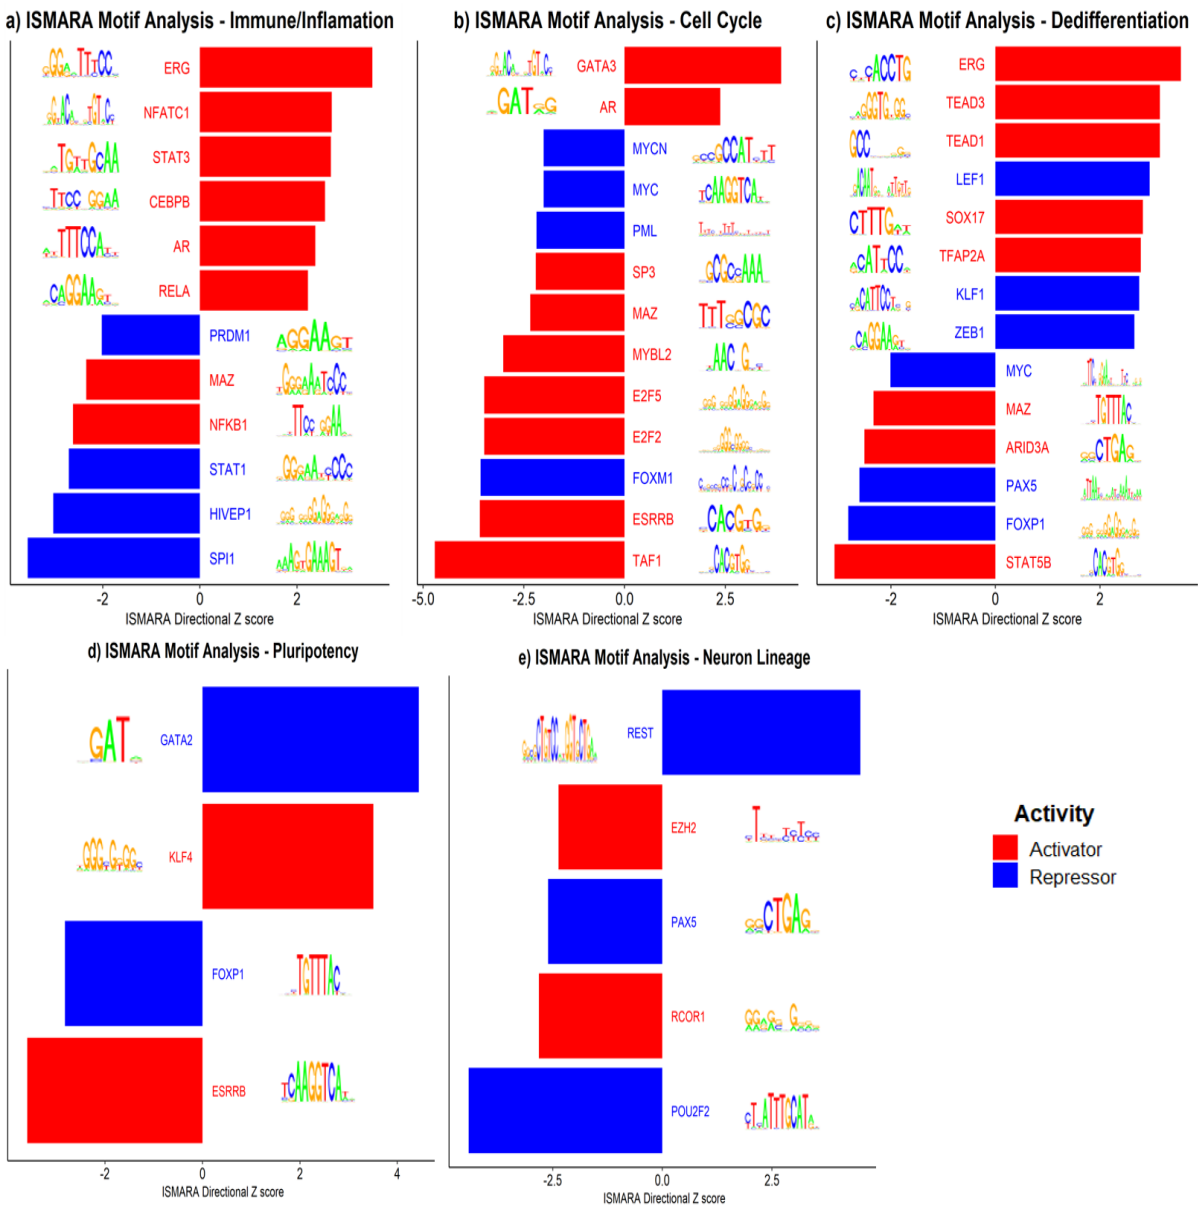 a) ISMARA Motif Analysis - Immune/Inflamation
ERG
NFATC1
STAT3
CEBPB
AR
RELA
PRDM1
MAZ
NFKB1
STAT1
HIVEP1
SPI1
-2 0 2
ISMARA Directional Z score
b) ISMARA Motif Analysis - Cell Cycle
GATA3
AR
MYCN
MYC
PML
SP3
MAZ
MYBL2
E2F5
E2F2
FOXM1
ESRRB
TAF1
-5.0 -2.5 0.0 2.5
ISMARA Directional Z score
c) ISMARA Motif Analysis - Dedifferentiation
ERG
TEAD3
TEAD1
LEF1
SOX17
TFAP2A
KLF1
ZEB1
MYC
MAZ
ARID3A
PAX5
FOXP1
STAT5B
-2 0 2
ISMARA Directional Z score
d) ISMARA Motif Analysis - Pluripotency
GATA2
KLF4
FOXP1
ESRRB
-2 0 2 4
ISMARA Directional Z score
e) ISMARA Motif Analysis - Neuron Lineage
REST
EZH2
PAX5
RCOR1
POU2F2
-2.5 0.0 2.5
ISMARA Directional Z score
Activity
Activator
Repressor